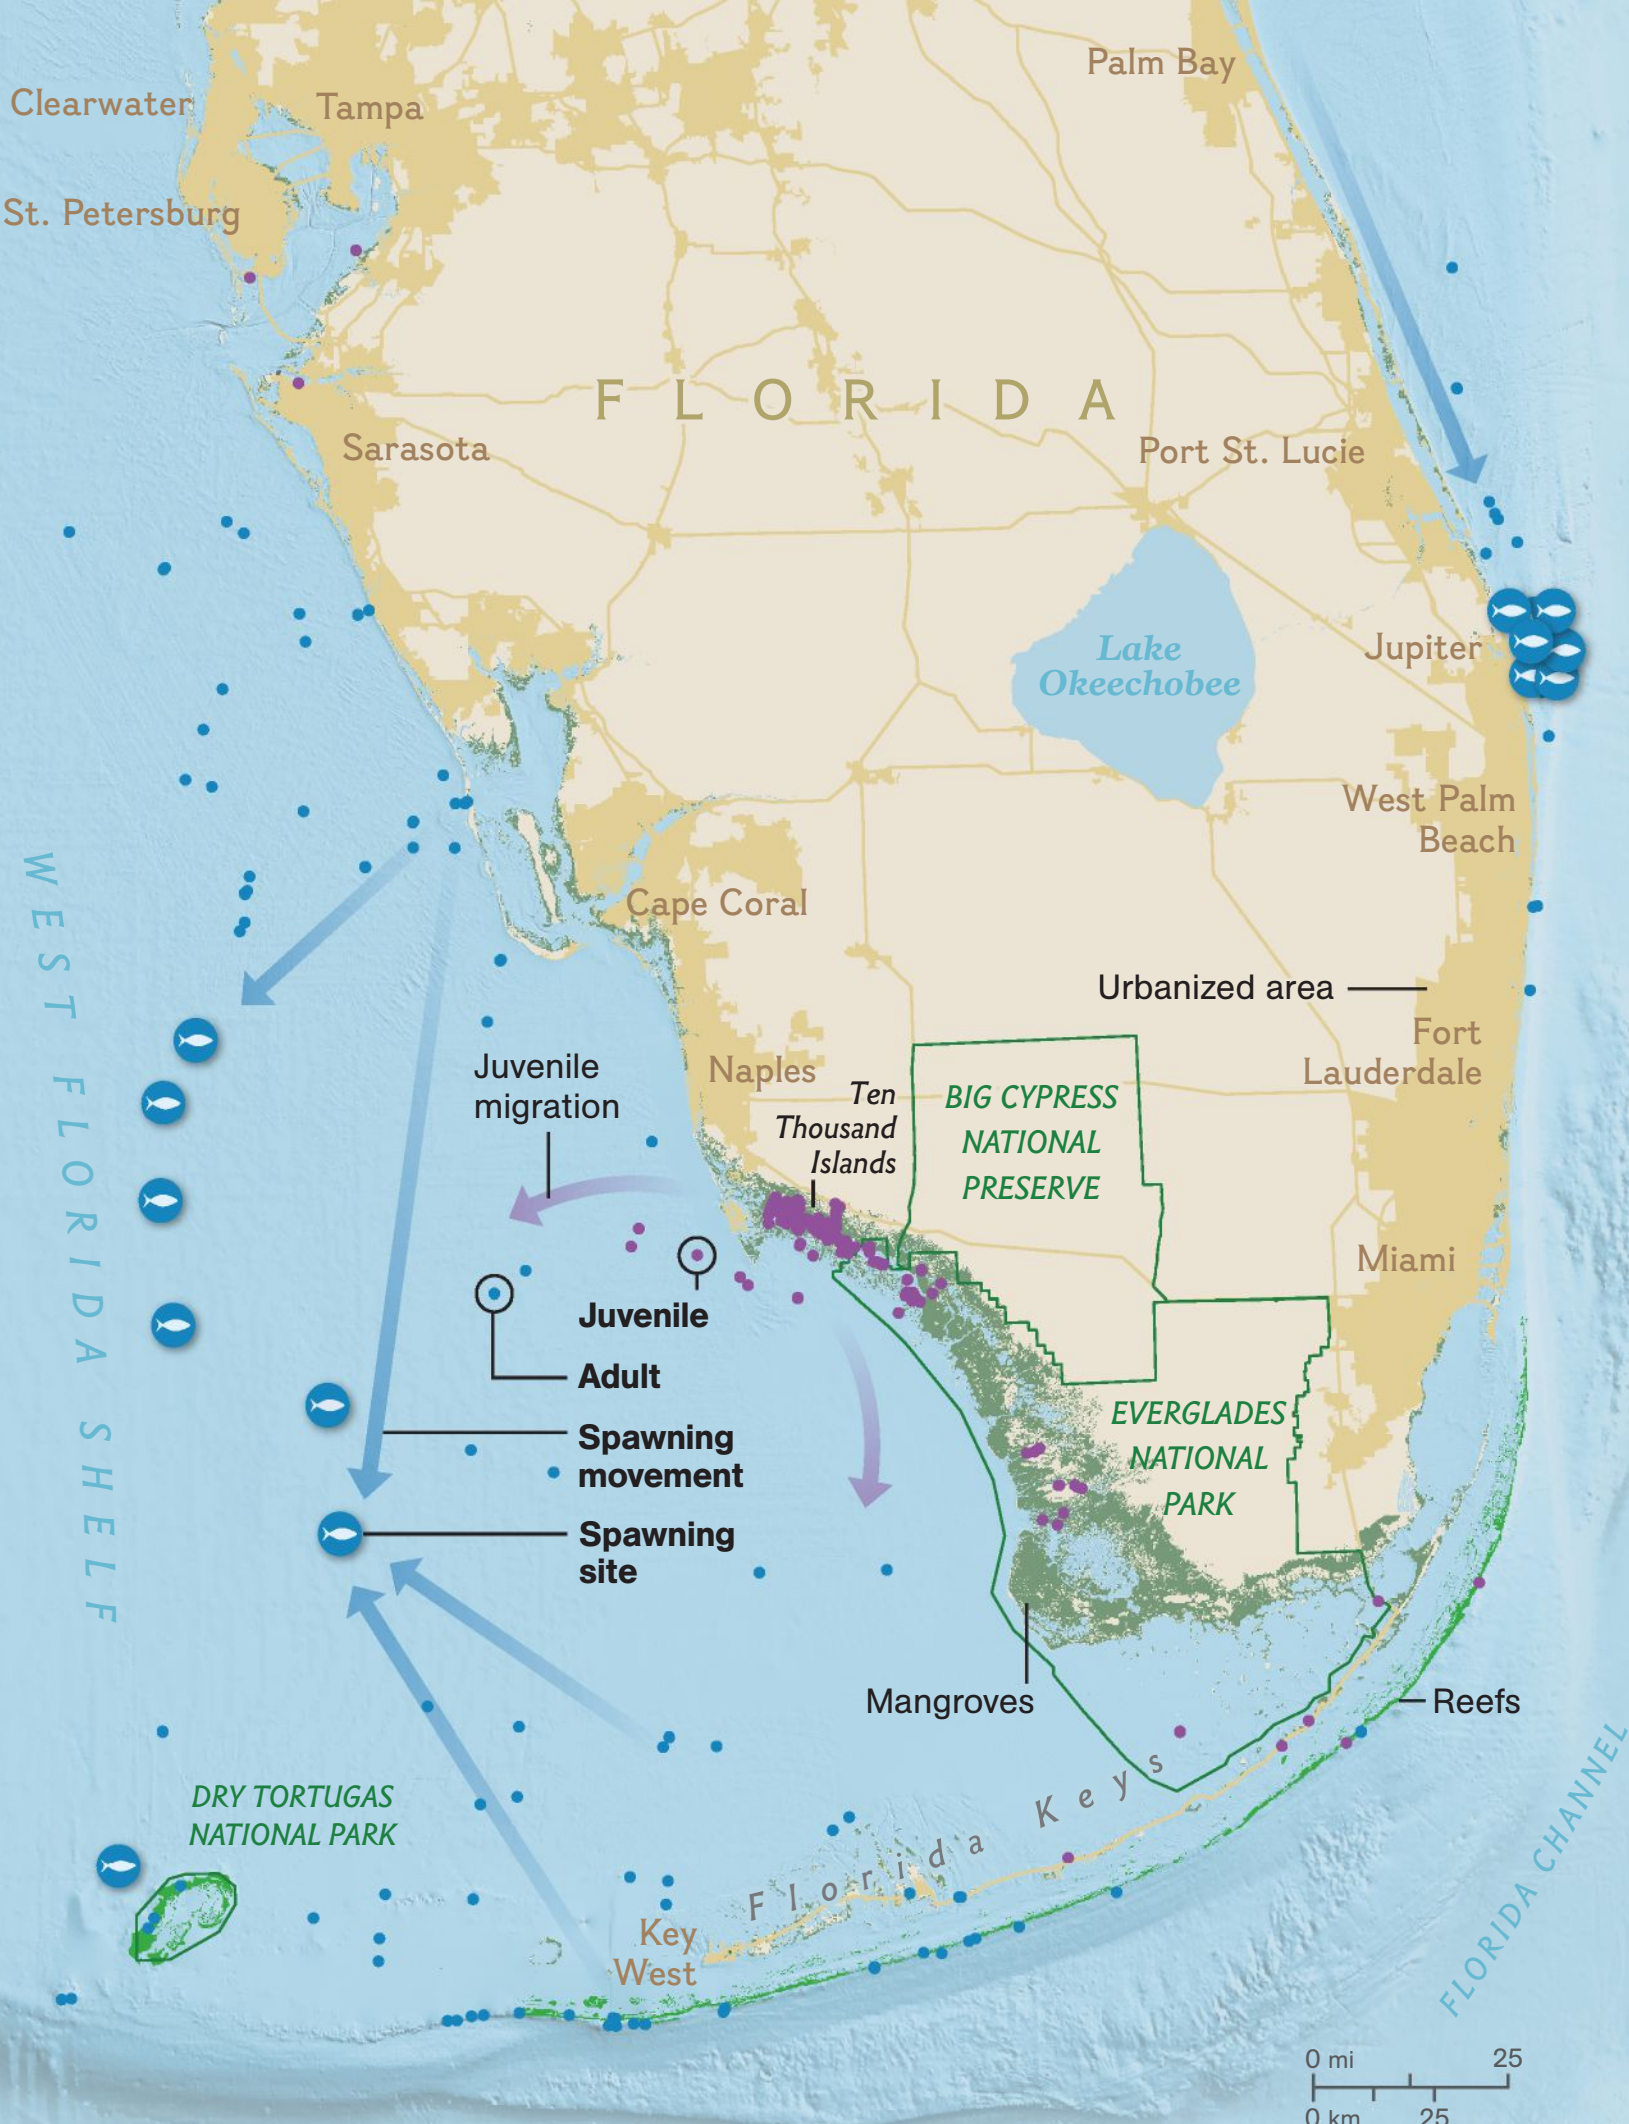 Palm Bay
Clearwater
Tampa
St. Petersburg
FLORIDA
Sarasota
Port St. Lucie
Lake
Okeechobee
Jupiter
West Palm
Beach
WEST FLORIDA SHELF
Cape Coral
Urbanized area
Fort
Lauderdale
Juvenile
migration
Naples
Ten
Thousand
Islands
BIG CYPRESS
NATIONAL
PRESERVE
Miami
Juvenile
Adult
Spawning
movement
EVERGLADES
NATIONAL
PARK
Spawning
site
Mangroves
Reefs
DRY TORTUGAS
NATIONAL PARK
Florida Keys
Key
West
FLORIDA CHANNEL
0 mi 25
0 km 25